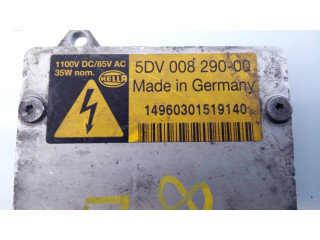 1100V DC/85V AC
35W nom.
HELLA
5DV 008 290-00
Made in Germany
14960301519140